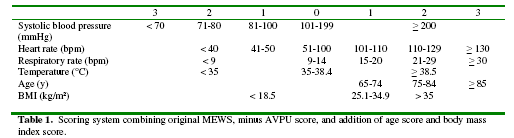 3 2 1 0 1 2 3
Systolic blood pressure < 70 71-80 81-100 101-199 ≥ 200
(mmHg)
Heart rate (bpm) < 40 41-50 51-100 101-110 110-129 ≥ 130
Respiratory rate (bpm) < 9 9-14 15-20 21-29 ≥ 30
Temperature (°C) < 35 35-38.4 ≥ 38.5
Age (y) 65-74 75-84 ≥ 85
BMI (kg/m²) < 18.5 25.1-34.9 > 35
Table 1. Scoring system combining original MEWS, minus AVPU score, and addition of age score and body mass
index score.